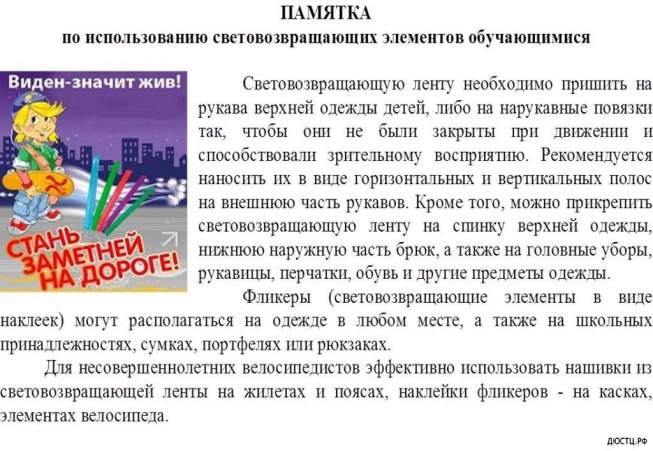 ПАМЯТКА
по использованию световозвращающих элементов обучающимися
Виден-значит жив!
СТАНЬ
ЗАМЕТНЕЙ
НА ДОРОГЕ!
Световозвращающую ленту необходимо пришить на
рукава верхней одежды детей, либо на нарукавные повязки
так, чтобы они не были закрыты при движении и
способствовали зрительному восприятию. Рекомендуется
наносить их в виде горизонтальных и вертикальных полос
на внешнюю часть рукавов. Кроме того, можно прикрепить
световозвращающую ленту на спинку верхней одежды,
нижнюю наружную часть брюк, а также на головные уборы,
рукавицы, перчатки, обувь и другие предметы одежды.
Фликеры (световозвращающие элементы в виде
наклеек) могут располагаться на одежде в любом месте, а также на школьных
принадлежностях, сумках, портфелях или рюкзаках.
Для несовершеннолетних велосипедистов эффективно использовать нашивки из
световозвращающей ленты на жилетах и поясах, наклейки фликеров - на касках,
элементах велосипеда.
ДЮСТЦ.РФ